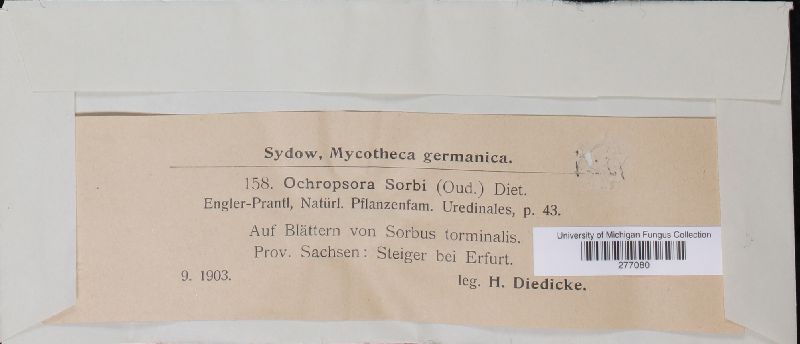 Sydow, Mycotheca germanica.
158. Ochropsora Sorbi (Oud.) Diet.
Engler-Prantl, Natürl. Pflanzenfam. Uredinales, p. 43.
Auf Blättern von Sorbus torminalis.
Prov. Sachsen: Steiger bei Erfurt.
9. 1903.
leg. H. Diedicke.
University of Michigan Fungus Collection
277080